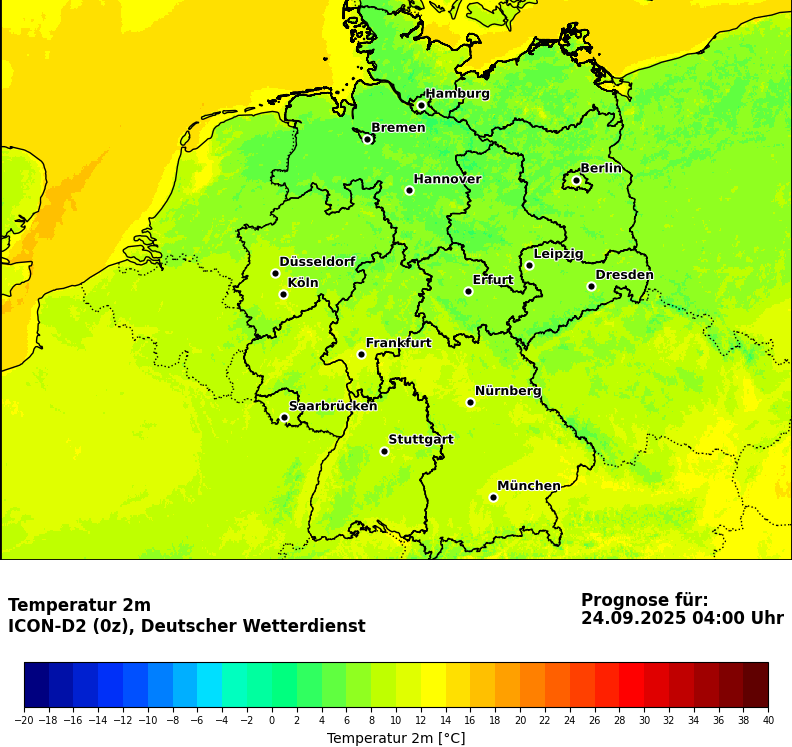 Hamburg
Bremen
Berlin
Hannover
Leipzig
Düsseldorf
Dresden
Köln
Erfurt
Frankfurt
Nürnberg
Saarbrücken
Stuttgart
München
Temperatur 2m
ICON-D2 (0z), Deutscher Wetterdienst
Prognose für:
24.09.2025 04:00 Uhr
−20 −18 −16 −14 −12 −10 −8 −6 −4 −2 0 2 4 6 8 10 12 14 16 18 20 22 24 26 28 30 32 34 36 38 40
Temperatur 2m [°C]